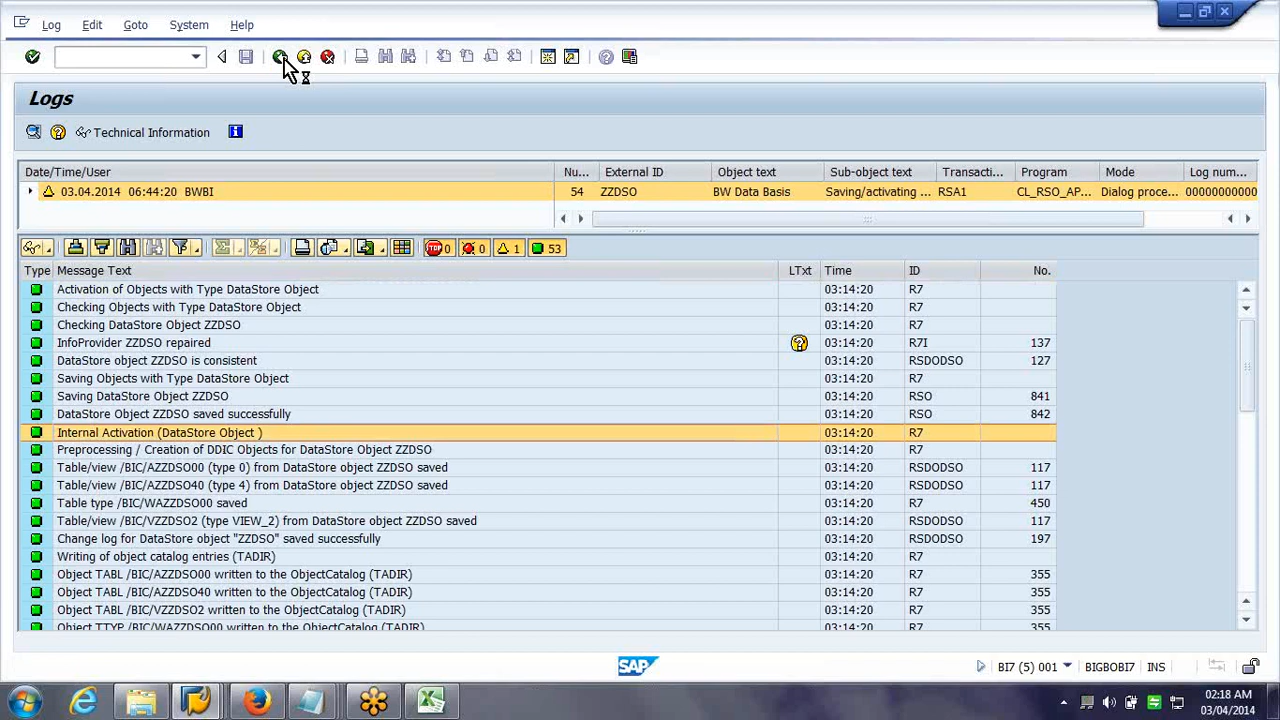 Log Edit Goto System Help
Logs
Technical Information
Date/Time/User Nu... External ID Object text Sub-object text Transacti... Program Mode Log num...
03.04.2014 06:44:20 BWBI 54 ZZDSO BW Data Basis Saving/activating ... RSA1 CL_RSO_AP... Dialog proce... 00000000000
STOP 0 0 1 53
Type Message Text LTxt Time ID No.
Activation of Objects with Type DataStore Object 03:14:20 R7
Checking Objects with Type DataStore Object 03:14:20 R7
Checking DataStore Object ZZDSO 03:14:20 R7
InfoProvider ZZDSO repaired 03:14:20 R7I 137
DataStore object ZZDSO is consistent 03:14:20 RSDODSO 127
Saving Objects with Type DataStore Object 03:14:20 R7
Saving DataStore Object ZZDSO 03:14:20 RSO 841
DataStore Object ZZDSO saved successfully 03:14:20 RSO 842
Internal Activation (DataStore Object ) 03:14:20 R7
Preprocessing / Creation of DDIC Objects for DataStore Object ZZDSO 03:14:20 R7
Table/view /BIC/AZZDSO00 (type 0) from DataStore object ZZDSO saved 03:14:20 RSDODSO 117
Table/view /BIC/AZZDSO40 (type 4) from DataStore object ZZDSO saved 03:14:20 RSDODSO 117
Table type /BIC/WAZZDSO00 saved 03:14:20 R7 450
Table/view /BIC/VZZDSO2 (type VIEW_2) from DataStore object ZZDSO saved 03:14:20 RSDODSO 117
Change log for DataStore object "ZZDSO" saved successfully 03:14:20 RSDODSO 197
Writing of object catalog entries (TADIR) 03:14:20 R7
Object TABL /BIC/AZZDSO00 written to the ObjectCatalog (TADIR) 03:14:20 R7 355
Object TABL /BIC/AZZDSO40 written to the ObjectCatalog (TADIR) 03:14:20 R7 355
Object TABL /BIC/VZZDSO2 written to the ObjectCatalog (TADIR) 03:14:20 R7 355
Object TTYP /BIC/WAZZDSO00 written to the ObjectCatalog (TADIR) 03:14:20 R7 355
SAP BI7 (5) 001 BIGBOBI7 INS
02:18 AM
03/04/2014